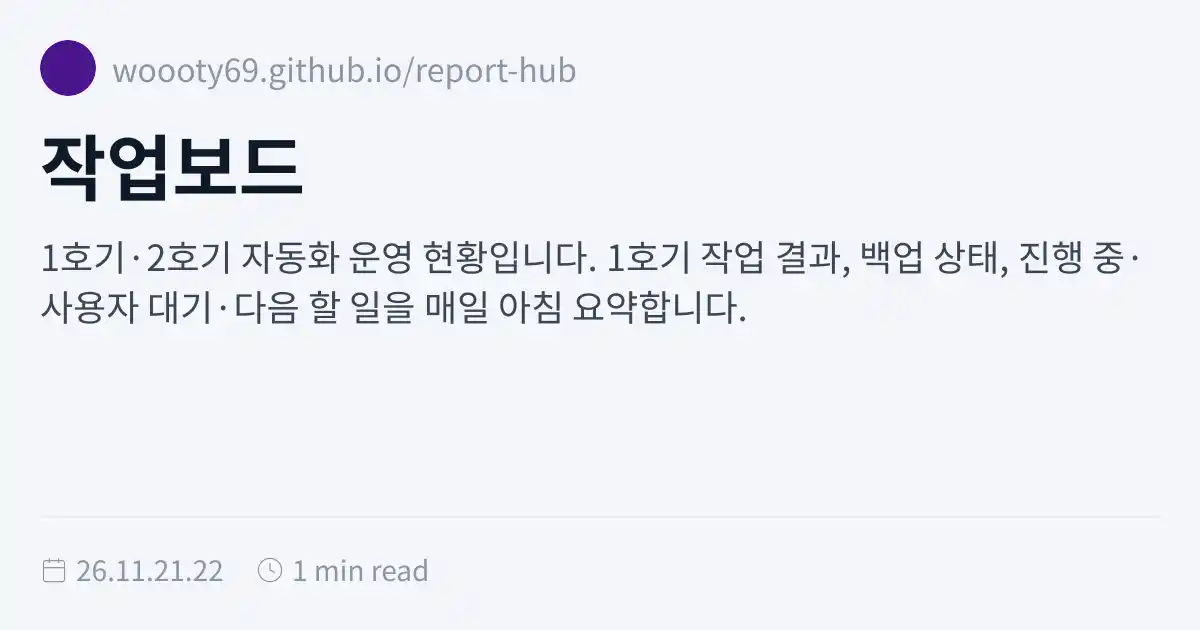 woooty69.github.io/report-hub
작업보드
1호기·2호기 자동화 운영 현황입니다. 1호기 작업 결과, 백업 상태, 진행 중·
사용자 대기·다음 할 일을 매일 아침 요약합니다.
26.11.21.22 1 min read